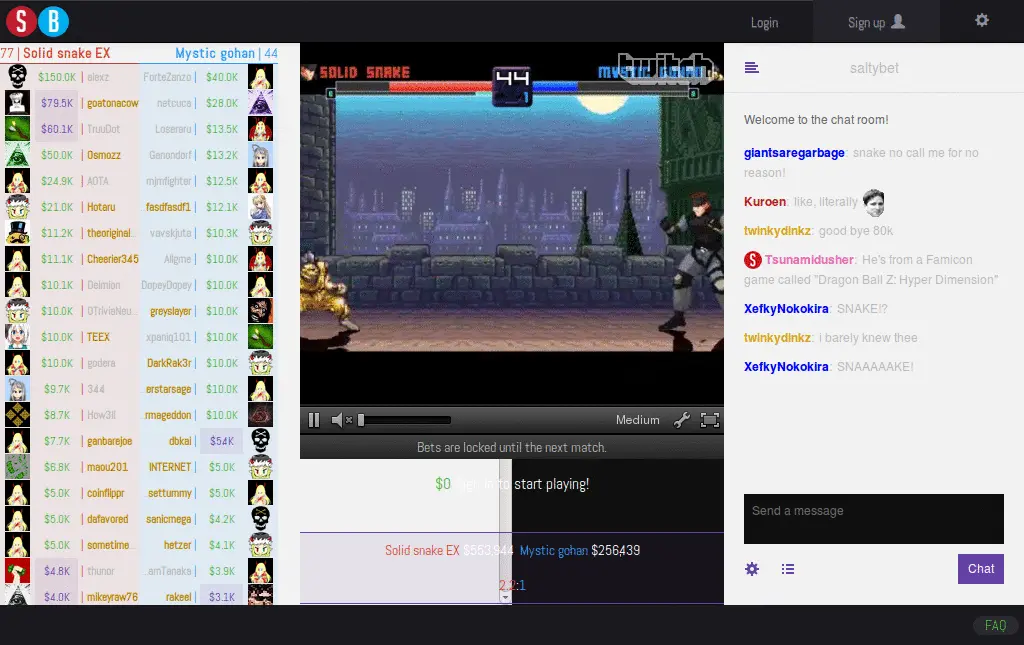 S B
Login
Sign up
77 | Solid snake EX
Mystic gohan | 44
$150.0K | alexz
ForteZanzo | $40.0K
$79.5K | goatonacow
netcuca | $28.0K
$60.1K | TruuDot
Losereru | $13.5K
$50.0K | Osmozz
Ganondorf | $13.2K
$24.9K | AOTA
mjmfighter | $12.5K
$21.0K | Hotaru
fasdfasdf1 | $12.1K
$11.2K | theoriginal...
vavskjuta | $10.3K
$11.1K | Cheerier345
Aligme | $10.0K
$10.1K | Deimion
DopeyDopey | $10.0K
$10.0K | 0TrivieNeu...
greyslayer | $10.0K
$10.0K | TEEX
xpaniq101 | $10.0K
$10.0K | godera
DarkRak3r | $10.0K
$9.7K | 344
erstarsage | $10.0K
$8.7K | How3ll
.rmageddon | $10.0K
$7.7K | ganbarejoe
dbkai | $54K
$6.8K | maou201
INTERNET | $5.0K
$5.0K | coinflippr
settummy | $5.0K
$5.0K | dafavored
sanicmega | $4.2K
$5.0K | sometime...
hetzer | $4.1K
$4.8K | thunor
.amTanaka | $3.9K
$4.0K | mikeyraw76
rakeel | $3.1K
SOLID SNAKE
44
MYSTIC GOHAN
twitch
1
Medium
Bets are locked until the next match.
$0 in to start playing!
Solid snake EX $553,944 Mystic gohan $256,439
2.2:1
saltybet
Welcome to the chat room!
giantsaregarbage: snake no call me for no
reason!
Kuroen: like, literally
twinkydinkz: good bye 80k
S Tsunamidusher: He's from a Famicon
game called "Dragon Ball Z: Hyper Dimension"
XefkyNokokira: SNAKE!?
twinkydinkz: i barely knew thee
XefkyNokokira: SNAAAAAKE!
Send a message
Chat
FAQ